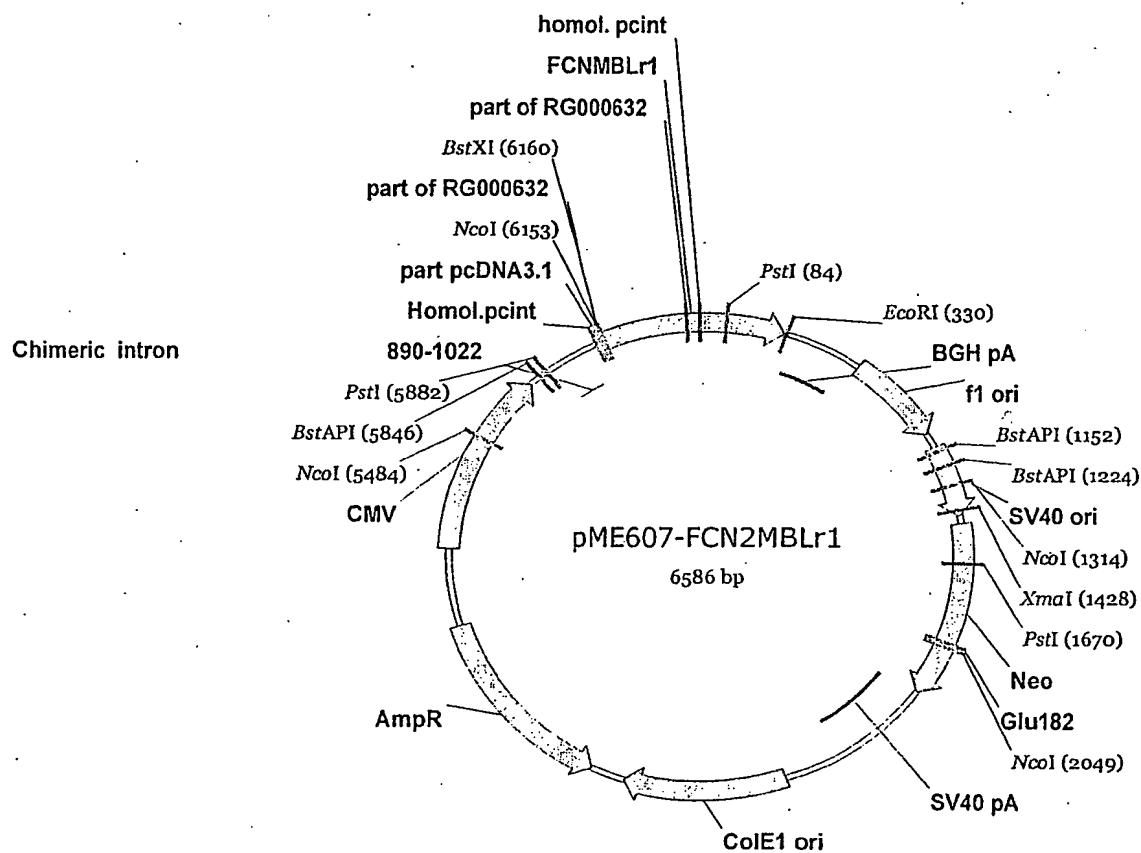 homol. pcint
FCNMBLr1
part of RG000632
BstXI (6160)
part of RG000632
NcoI (6153)
part pcDNA3.1
Homol.pcint
890-1022
Chimeric intron
PstI (5882)
BstAPI (5846)
NcoI (5484)
CMV
PstI (84)
EcoRI (330)
BGH pA
f1 ori
BstAPI (1152)
BstAPI (1224)
SV40 ori
NcoI (1314)
XmaI (1428)
PstI (1670)
Neo
Glu182
NcoI (2049)
SV40 pA
ColE1 ori
AmpR
pME607-FCN2MBLr1
6586 bp